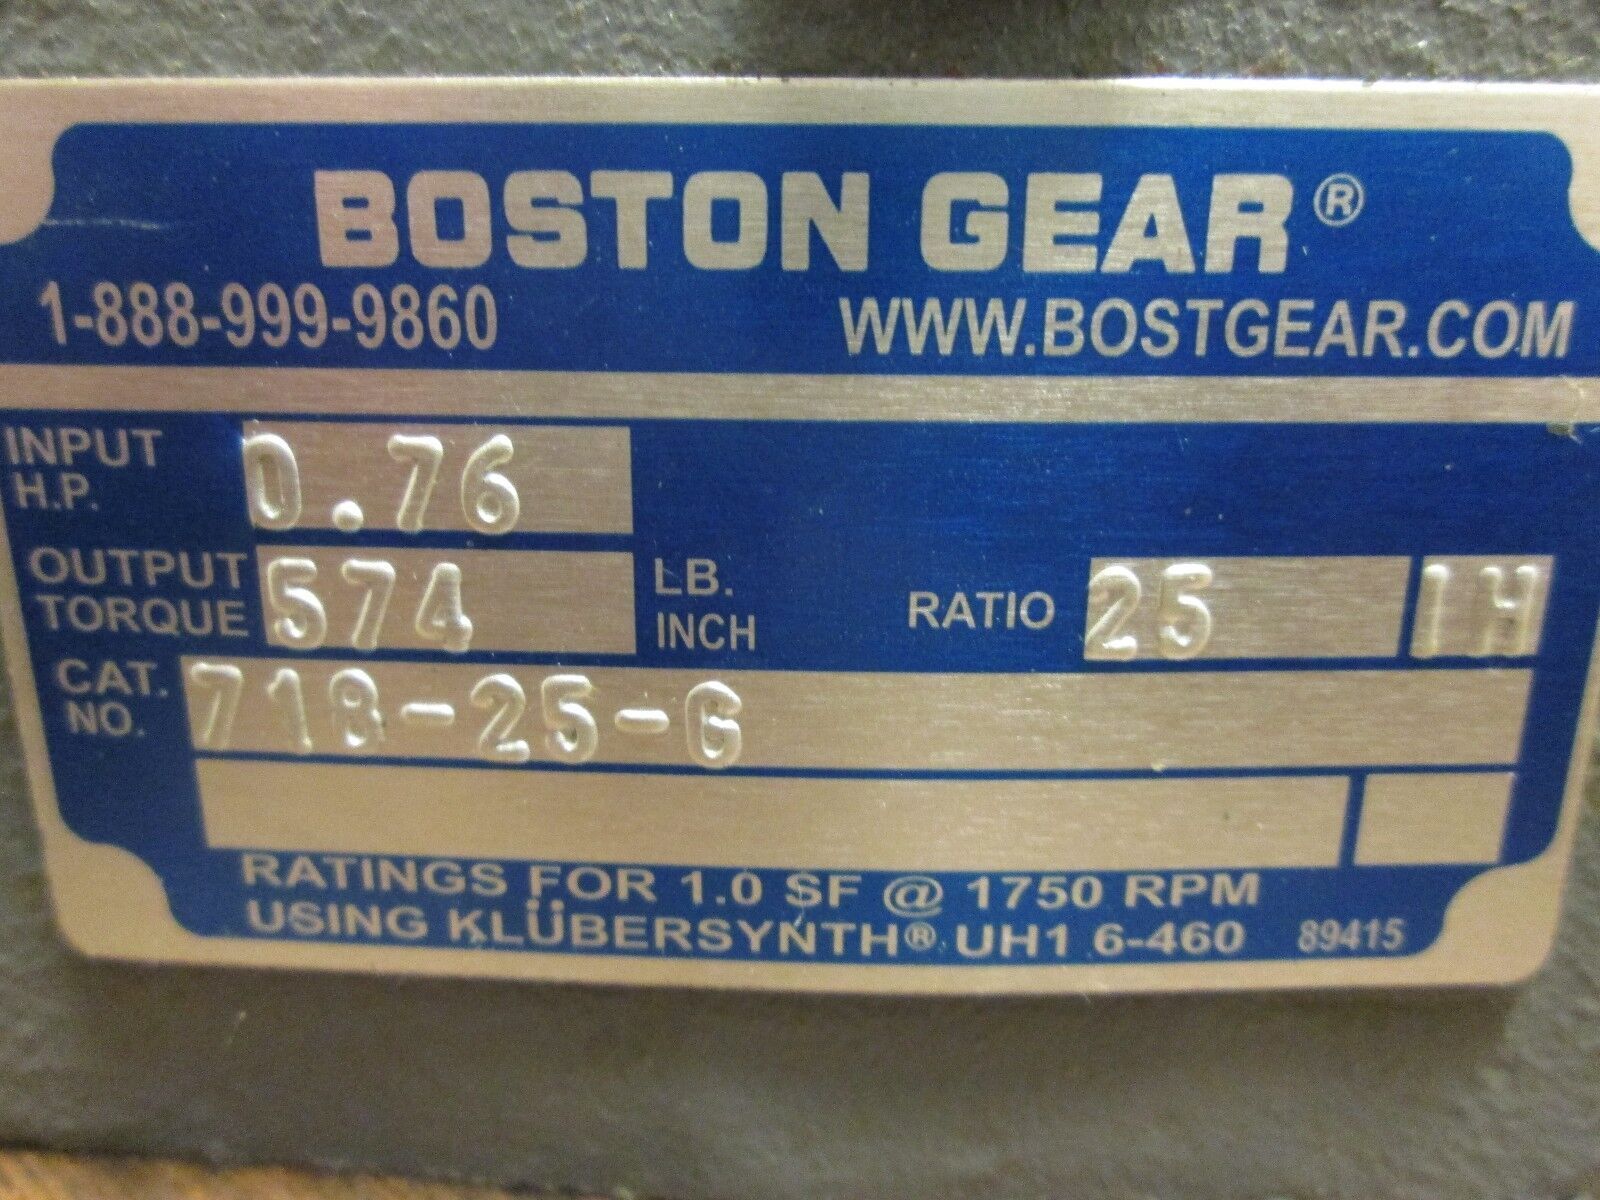 BOSTON GEAR®
1-888-999-9860 WWW.BOSTGEAR.COM
INPUT H.P. 0.76
OUTPUT TORQUE 574 LB. INCH RATIO 25 1H
CAT. NO. 718-25-G
RATINGS FOR 1.0 SF @ 1750 RPM
USING KLÜBERSYNTH® UH1 6-460 89415